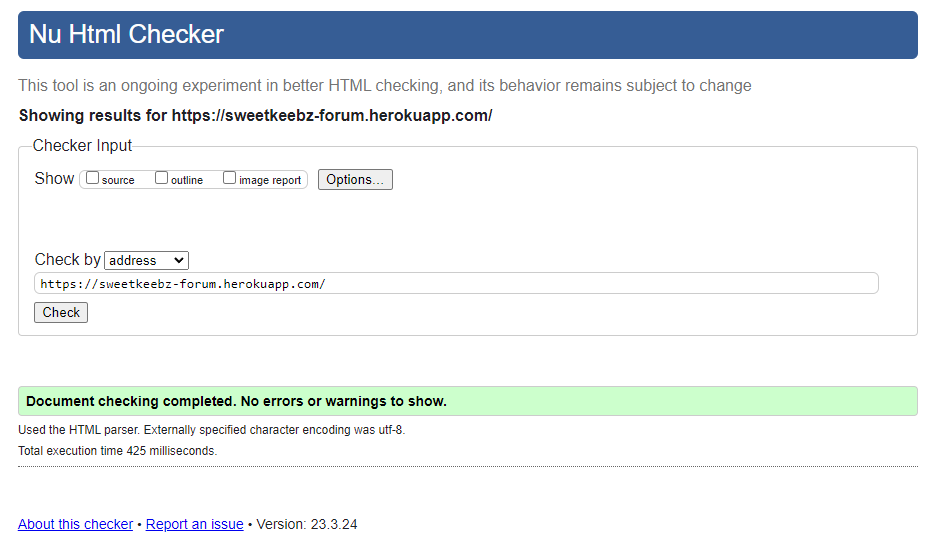 Nu Html Checker
This tool is an ongoing experiment in better HTML checking, and its behavior remains subject to change
Showing results for https://sweetkeebz-forum.herokuapp.com/
Checker Input
Show source outline image report Options...
Check by address
https://sweetkeebz-forum.herokuapp.com/
Check
Document checking completed. No errors or warnings to show.
Used the HTML parser. Externally specified character encoding was utf-8.
Total execution time 425 milliseconds.
About this checker • Report an issue • Version: 23.3.24